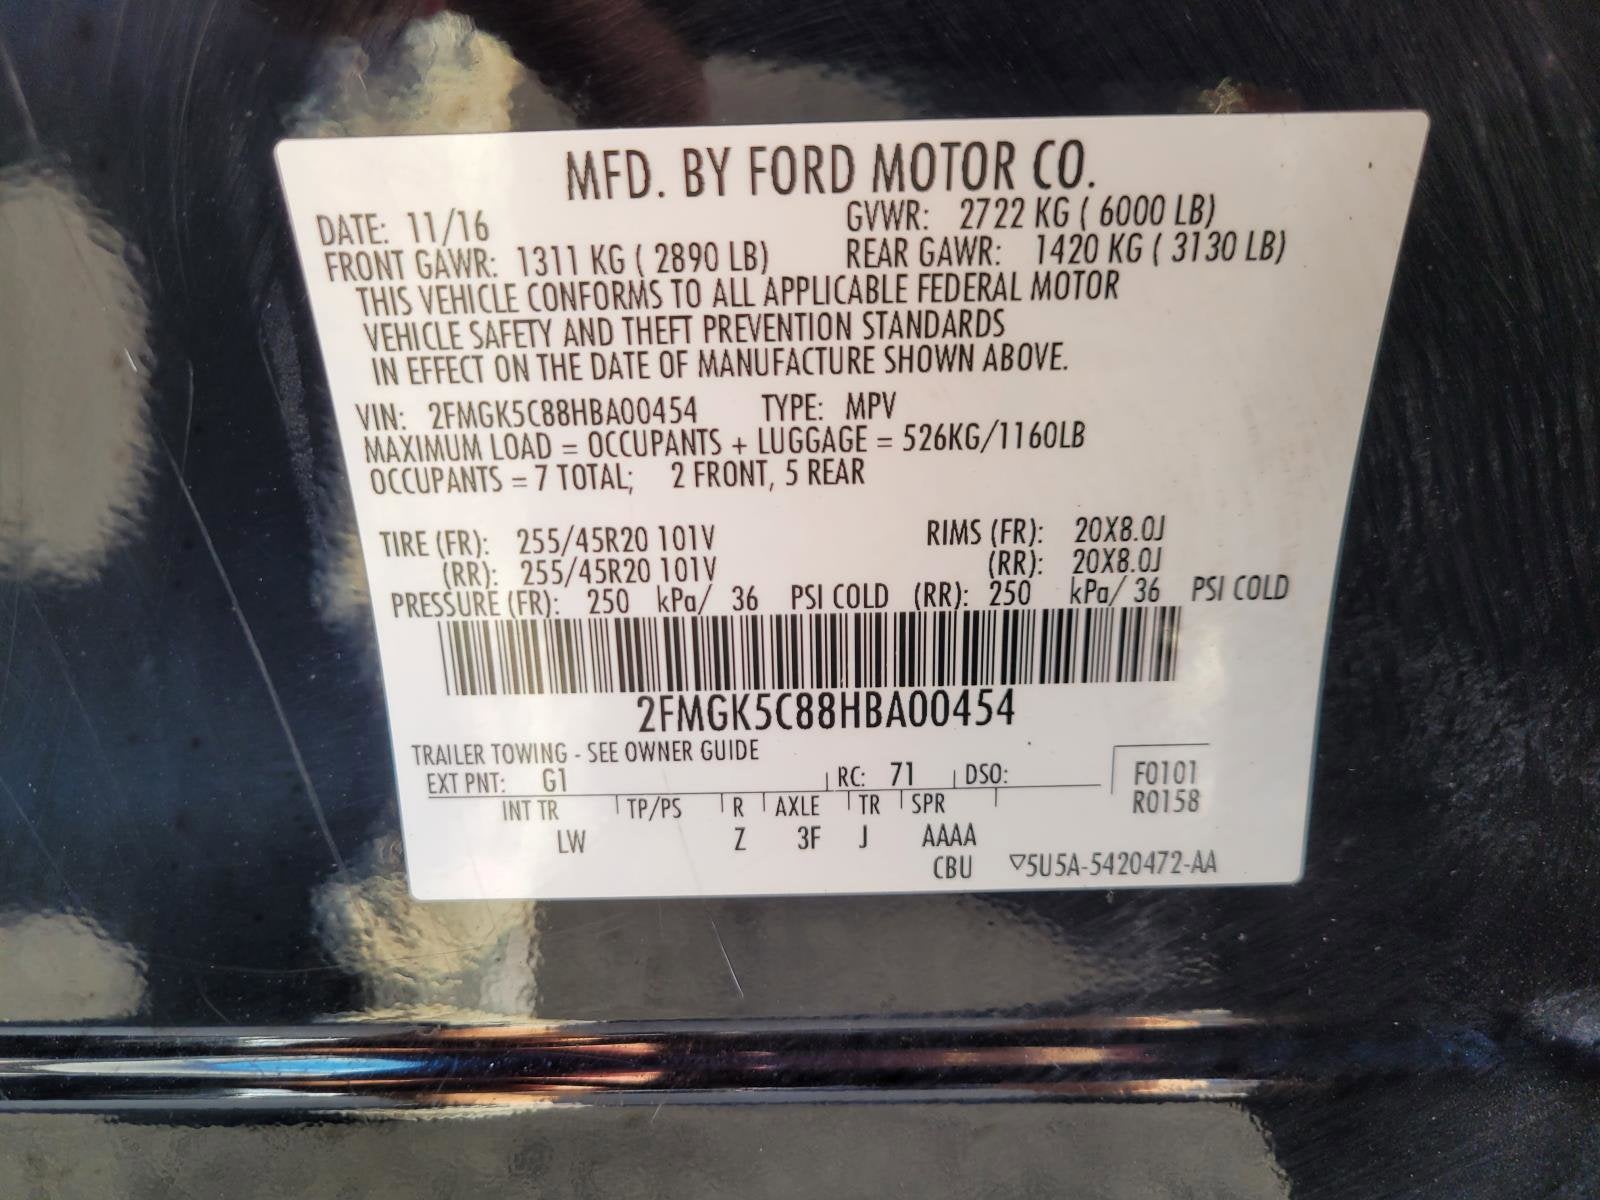 MFD. BY FORD MOTOR CO.
DATE: 11/16 GVWR: 2722 KG ( 6000 LB)
FRONT GAWR: 1311 KG ( 2890 LB) REAR GAWR: 1420 KG ( 3130 LB)
THIS VEHICLE CONFORMS TO ALL APPLICABLE FEDERAL MOTOR
VEHICLE SAFETY AND THEFT PREVENTION STANDARDS
IN EFFECT ON THE DATE OF MANUFACTURE SHOWN ABOVE.
VIN: 2FMGK5C88HBA00454 TYPE: MPV
MAXIMUM LOAD = OCCUPANTS + LUGGAGE = 526KG/1160LB
OCCUPANTS = 7 TOTAL; 2 FRONT, 5 REAR
TIRE (FR): 255/45R20 101V RIMS (FR): 20X8.0J
(RR): 255/45R20 101V (RR): 20X8.0J
PRESSURE (FR): 250 kPa/ 36 PSI COLD (RR): 250 kPa/ 36 PSI COLD
2FMGK5C88HBA00454
TRAILER TOWING - SEE OWNER GUIDE
EXT PNT: G1 RC: 71 DSO: F0101
INT TR TP/PS R AXLE TR SPR R0158
LW Z 3F J AAAA
CBU ▽5U5A-5420472-AA